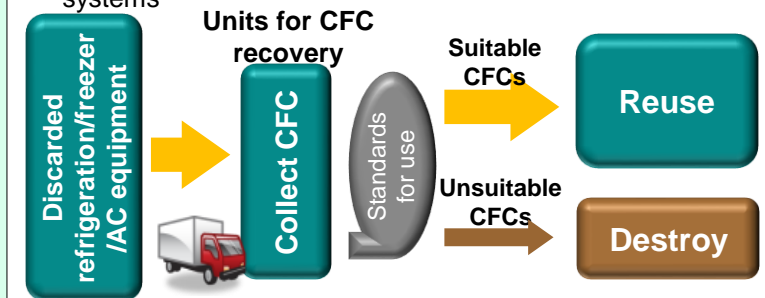 systems
Discarded
refrigeration/freezer
/AC equipment
Units for CFC
recovery
Collect CFC
Standards
for use
Suitable
CFCs
Reuse
Unsuitable
CFCs
Destroy